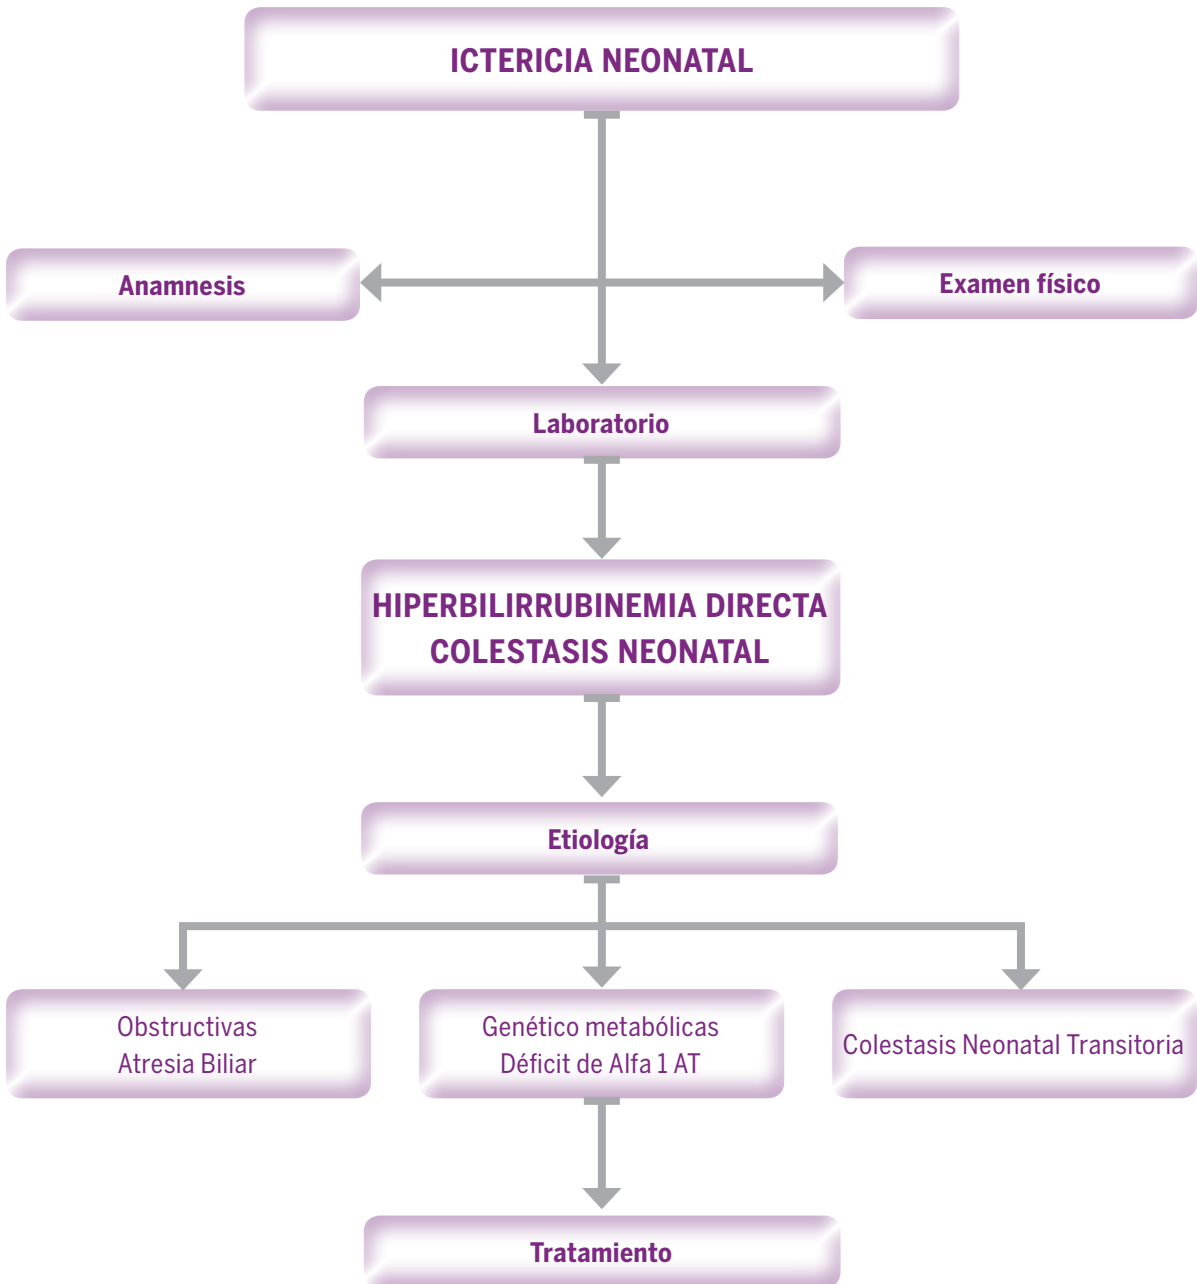 ICTERICIA NEONATAL
Anamnesis
Examen físico
Laboratorio
HIPERBILIRRUBINEMIA DIRECTA
COLESTASIS NEONATAL
Etiología
Obstructivas
Atresia Biliar
Genético metabólicas
Déficit de Alfa 1 AT
Colestasis Neonatal Transitoria
Tratamiento